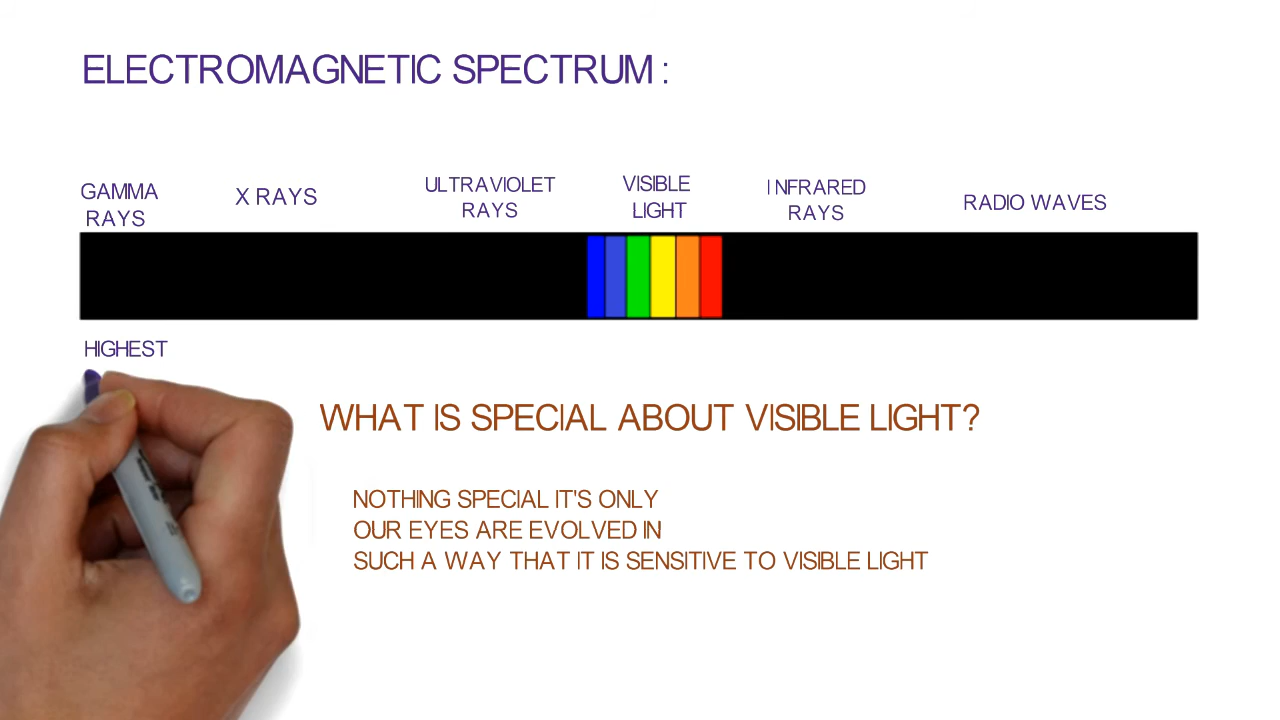 ELECTROMAGNETIC SPECTRUM :
GAMMA
RAYS
X RAYS
ULTRAVIOLET
RAYS
VISIBLE
LIGHT
INFRARED
RAYS
RADIO WAVES
HIGHEST
WHAT IS SPECIAL ABOUT VISIBLE LIGHT?
NOTHING SPECIAL IT'S ONLY
OUR EYES ARE EVOLVED IN
SUCH A WAY THAT IT IS SENSITIVE TO VISIBLE LIGHT